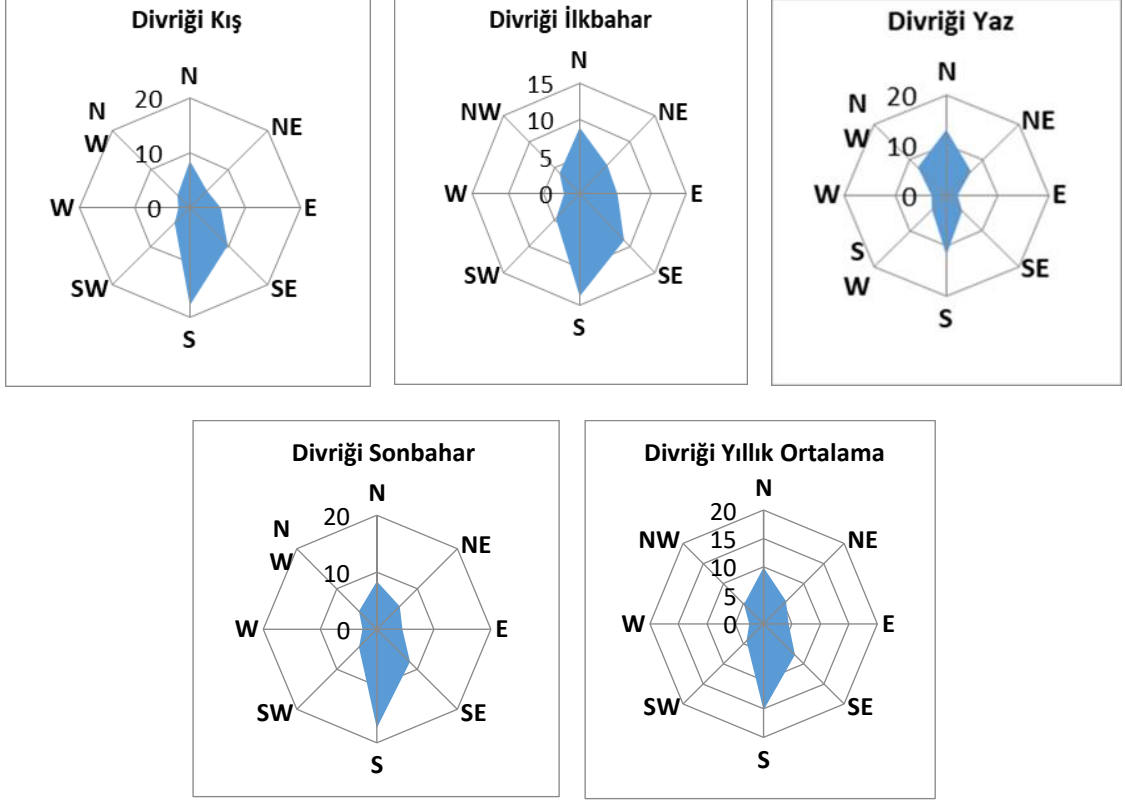 Divriği Kış
N
20
N
W
NE
10
W
0
E
SW
SE
S
Divriği İlkbahar
N
15
NW
NE
10
5
W
0
E
SW
SE
S
Divriği Yaz
N
20
N
W
NE
10
W
0
E
S
W
SE
S
Divriği Sonbahar
N
20
N
W
NE
10
W
0
E
SW
SE
S
Divriği Yıllık Ortalama
N
20
NW
NE
15
10
5
W
0
E
SW
SE
S